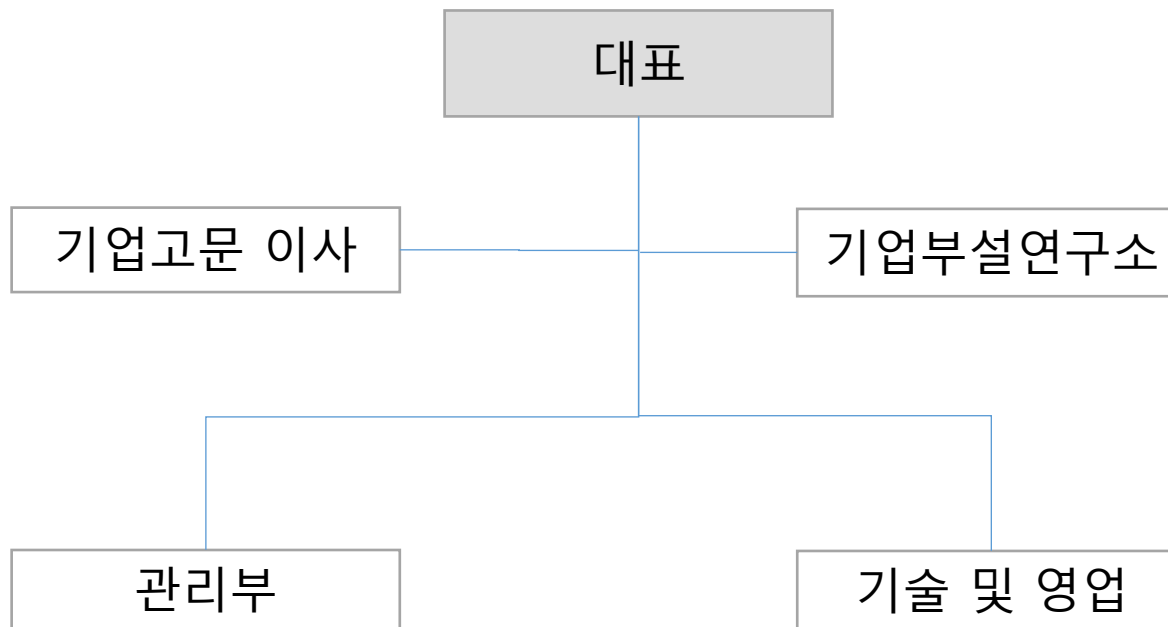 대표
기업고문 이사
기업부설연구소
관리부
기술 및 영업